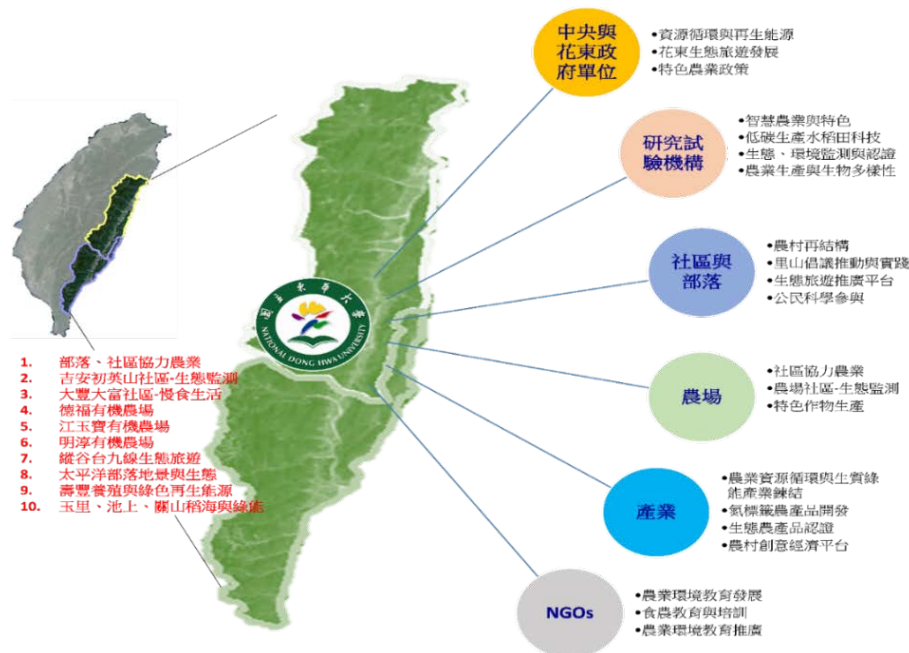 中央與
花東政
府單位
•資源循環與再生能源
•花東生態旅遊發展
•特色農業政策
研究試
驗機構
•智慧農業與特色
•低碳生產水稻田科技
•生態、環境監測與認證
•農業生產與生物多樣性
社區與
部落
•農村再結構
•里山倡議推動與實踐
•生態旅遊推廣平台
•公民科學參與
國立東華大學
NATIONAL DONG HWA UNIVERSITY
農場
•社區協力農業
•農場社區-生態監測
•特色作物生產
1. 部落、社區協力農業
2. 吉安初英山社區-生態監測
3. 大豐大富社區-慢食生活
4. 德福有機農場
5. 江玉寶有機農場
6. 明淳有機農場
7. 縱谷台九線生態旅遊
8. 太平洋部落地景與生態
9. 壽豐養殖與綠色再生能源
10. 玉里、池上、關山稻海與綠能
產業
•農業資源循環與生質綠
能產業鍊結
•氮標籤農產品開發
•生態農產品認證
•農村創意經濟平台
NGOs
•農業環境教育發展
•食農教育與培訓
•農業環境教育推廣